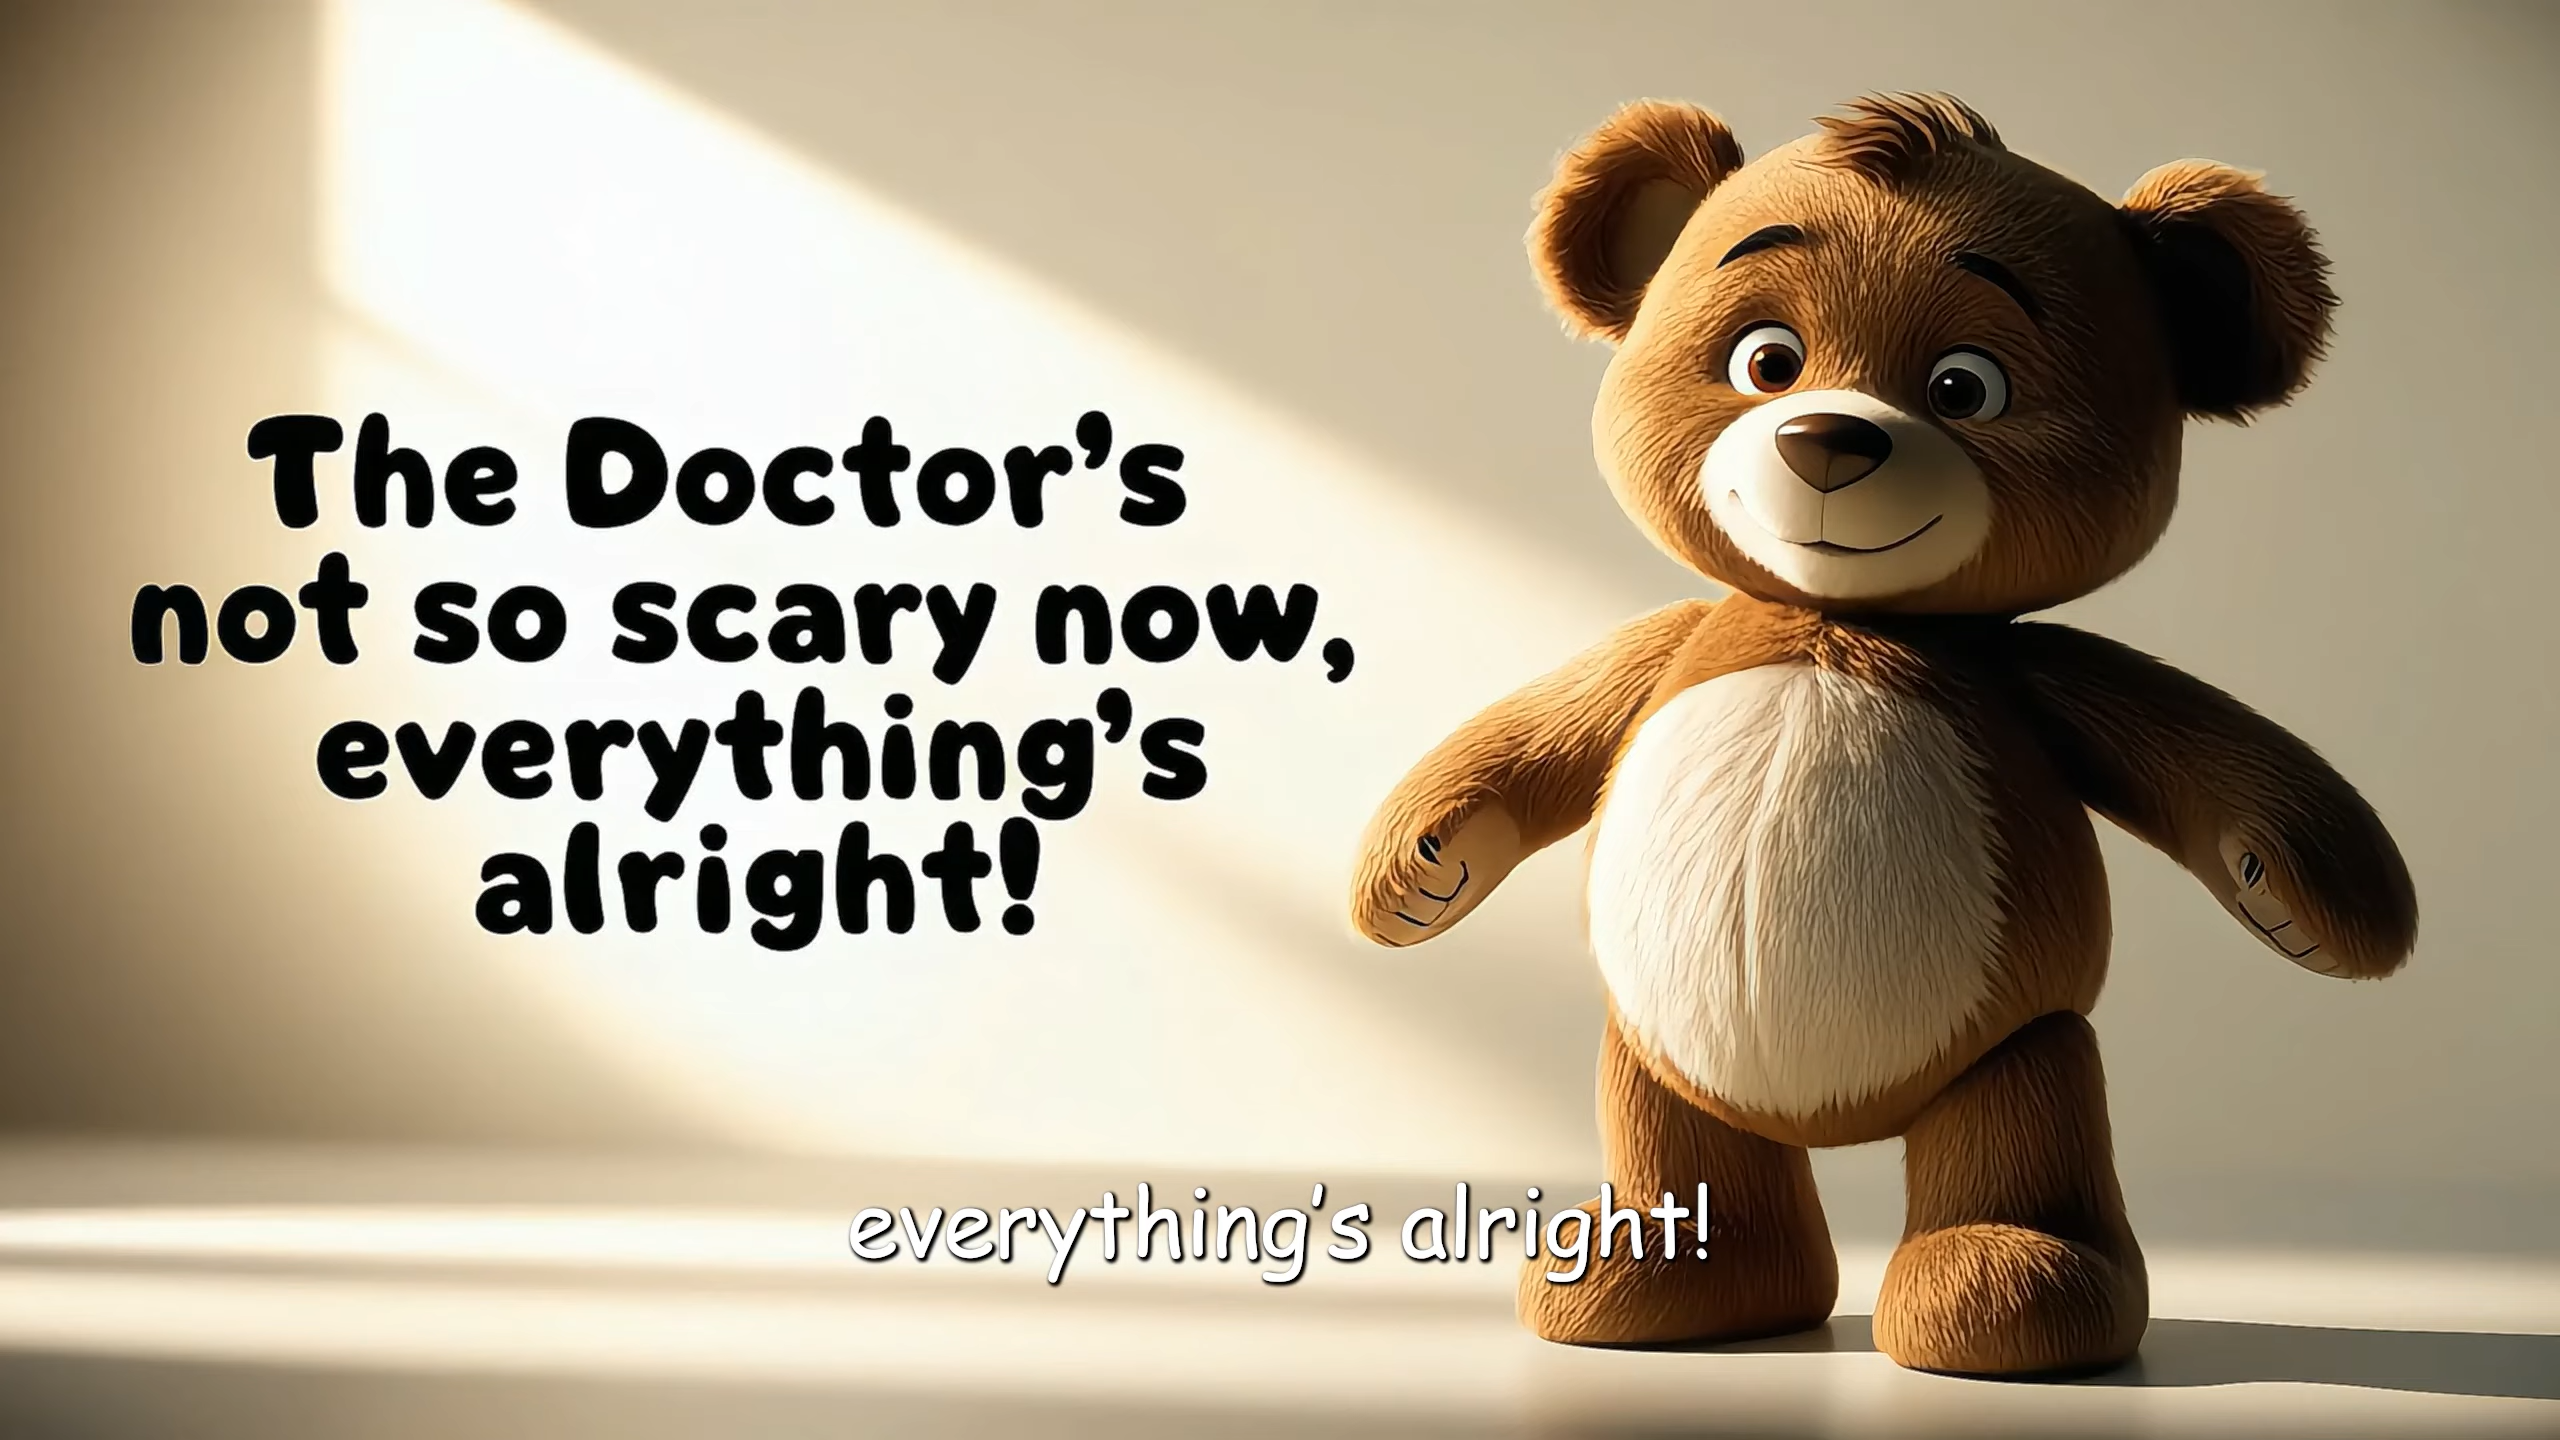 The Doctor’s
not so scary now,
everything’s
alright!
everything’s alright!